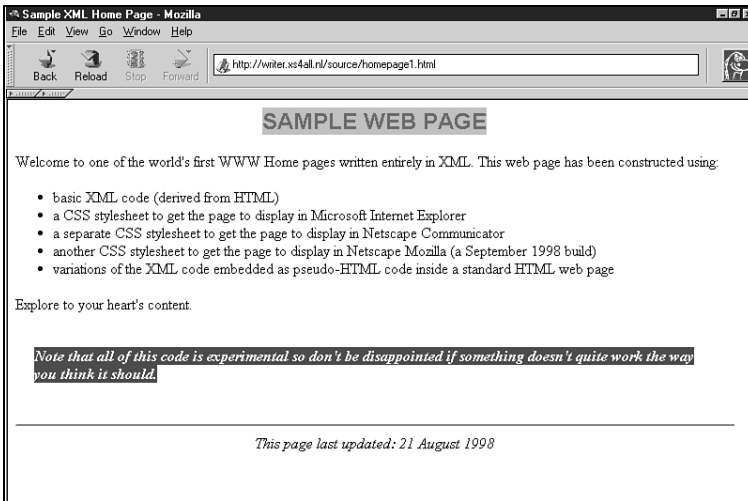 Sample XML Home Page - Mozilla
File Edit View Go Window Help
Back Reload Stop Forward
http://writer.xs4all.nl/source/homepage1.html
SAMPLE WEB PAGE
Welcome to one of the world's first WWW Home pages written entirely in XML. This web page has been constructed using:
• basic XML code (derived from HTML)
• a CSS stylesheet to get the page to display in Microsoft Internet Explorer
• a separate CSS stylesheet to get the page to display in Netscape Communicator
• another CSS stylesheet to get the page to display in Netscape Mozilla (a September 1998 build)
• variations of the XML code embedded as pseudo-HTML code inside a standard HTML web page
Explore to your heart's content.
Note that all of this code is experimental so don't be disappointed if something doesn't quite work the way
you think it should.
This page last updated: 21 August 1998